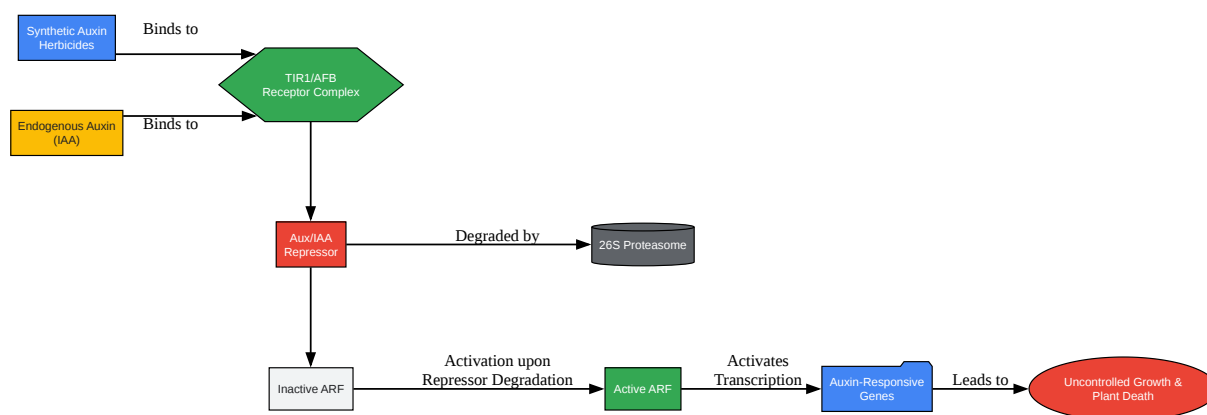 Synthetic Auxin
Herbicides
Binds to
TIR1/AFB
Receptor Complex
Endogenous Auxin
(IAA)
Binds to
Aux/IAA
Repressor
Degraded by
26S Proteasome
Inactive ARF
Activation upon
Repressor Degradation
Active ARF
Activates
Transcription
Auxin-Responsive
Genes
Leads to
Uncontrolled Growth &
Plant Death